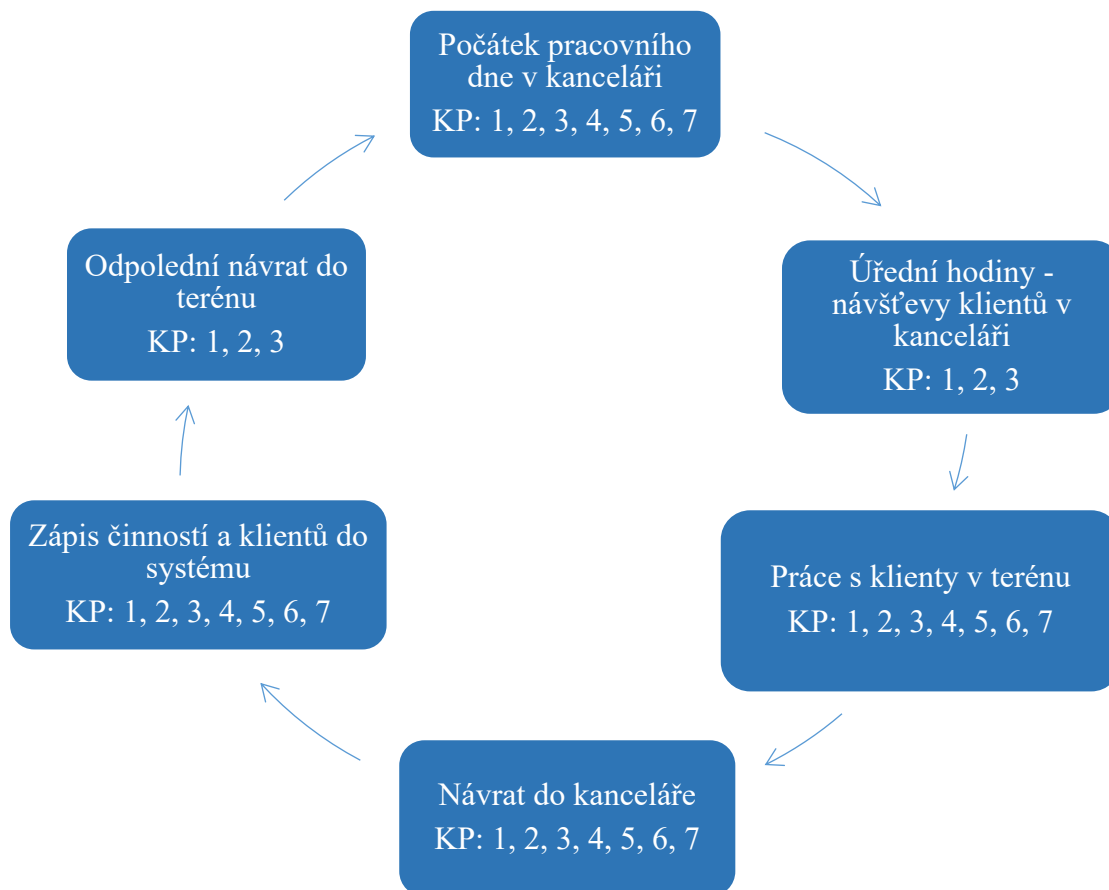 Počátek pracovního
dne v kanceláři
KP: 1, 2, 3, 4, 5, 6, 7
Úřední hodiny -
návšťevy klientů v
kanceláři
KP: 1, 2, 3
Práce s klienty v terénu
KP: 1, 2, 3, 4, 5, 6, 7
Návrat do kanceláře
KP: 1, 2, 3, 4, 5, 6, 7
Zápis činností a klientů do
systému
KP: 1, 2, 3, 4, 5, 6, 7
Odpolední návrat do
terénu
KP: 1, 2, 3